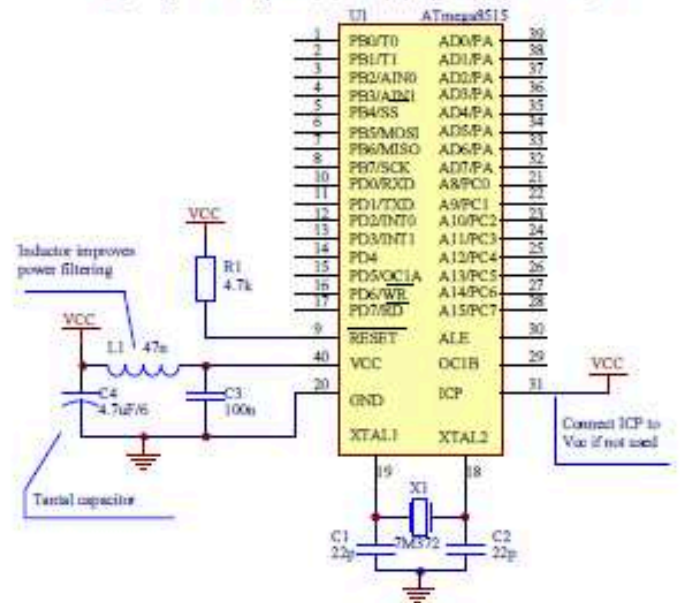 U1 ATmega8515
1 PB0/T0 AD0/PA 39
2 PB1/T1 AD1/PA 38
3 PB2/AIN0 AD2/PA 37
4 PB3/AIN1 AD3/PA 36
5 PB4/SS AD4/PA 35
6 PB5/MOSI AD5/PA 34
7 PB6/MISO AD6/PA 33
8 PB7/SCK AD7/PA 32
10 PD0/RXD A8/PC0 21
11 PD1/TXD A9/PC1 22
12 PD2/INT0 A10/PC2 23
13 PD3/INT1 A11/PC3 24
14 PD4 A12/PC4 25
15 PD5/OC1A A13/PC5 26
16 PD6/WR A14/PC6 27
17 PD7/RD A15/PC7 28
9 RESET ALE 30
40 VCC OC1B 29
20 GND ICP 31
XTAL1 XTAL2
19 18
VCC
R1
4.7k
Inductor improves
power filtering
VCC
L1 47n
C4
4.7uF/6
C3
100n
Tantal capacitor
VCC
Connect ICP to
Vcc if not used
X1
7M372
C1
22p
C2
22p